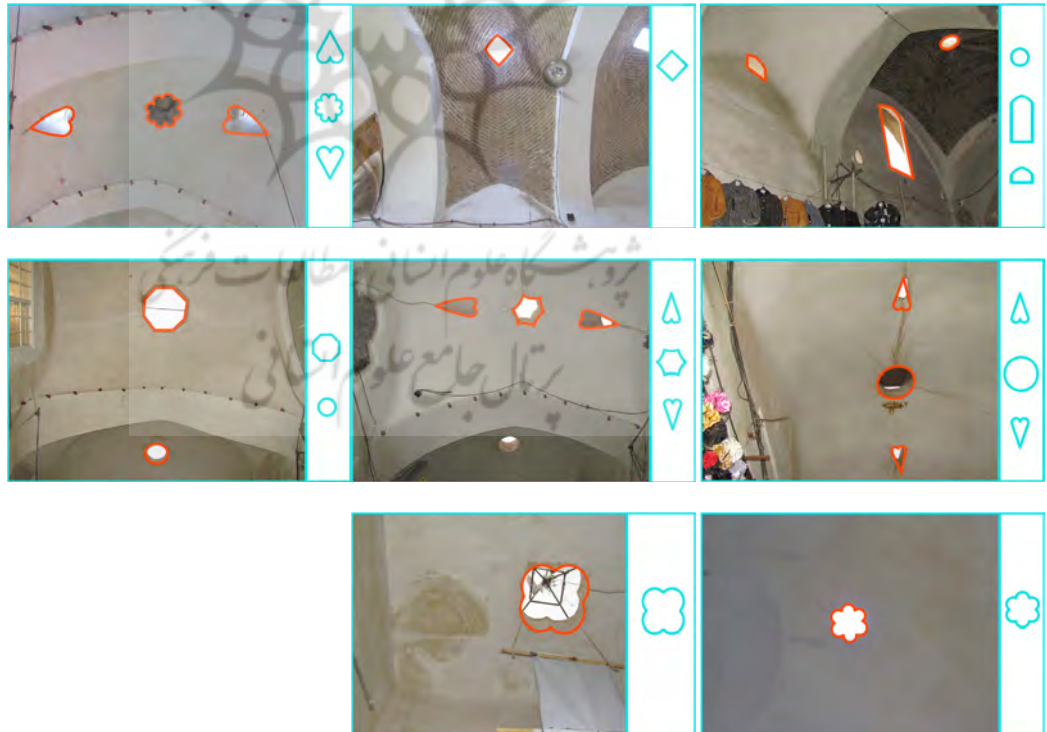 پژوهشگاه علوم انسانی و مطالعات فرهنگی
پرتال جامع علوم انسانی